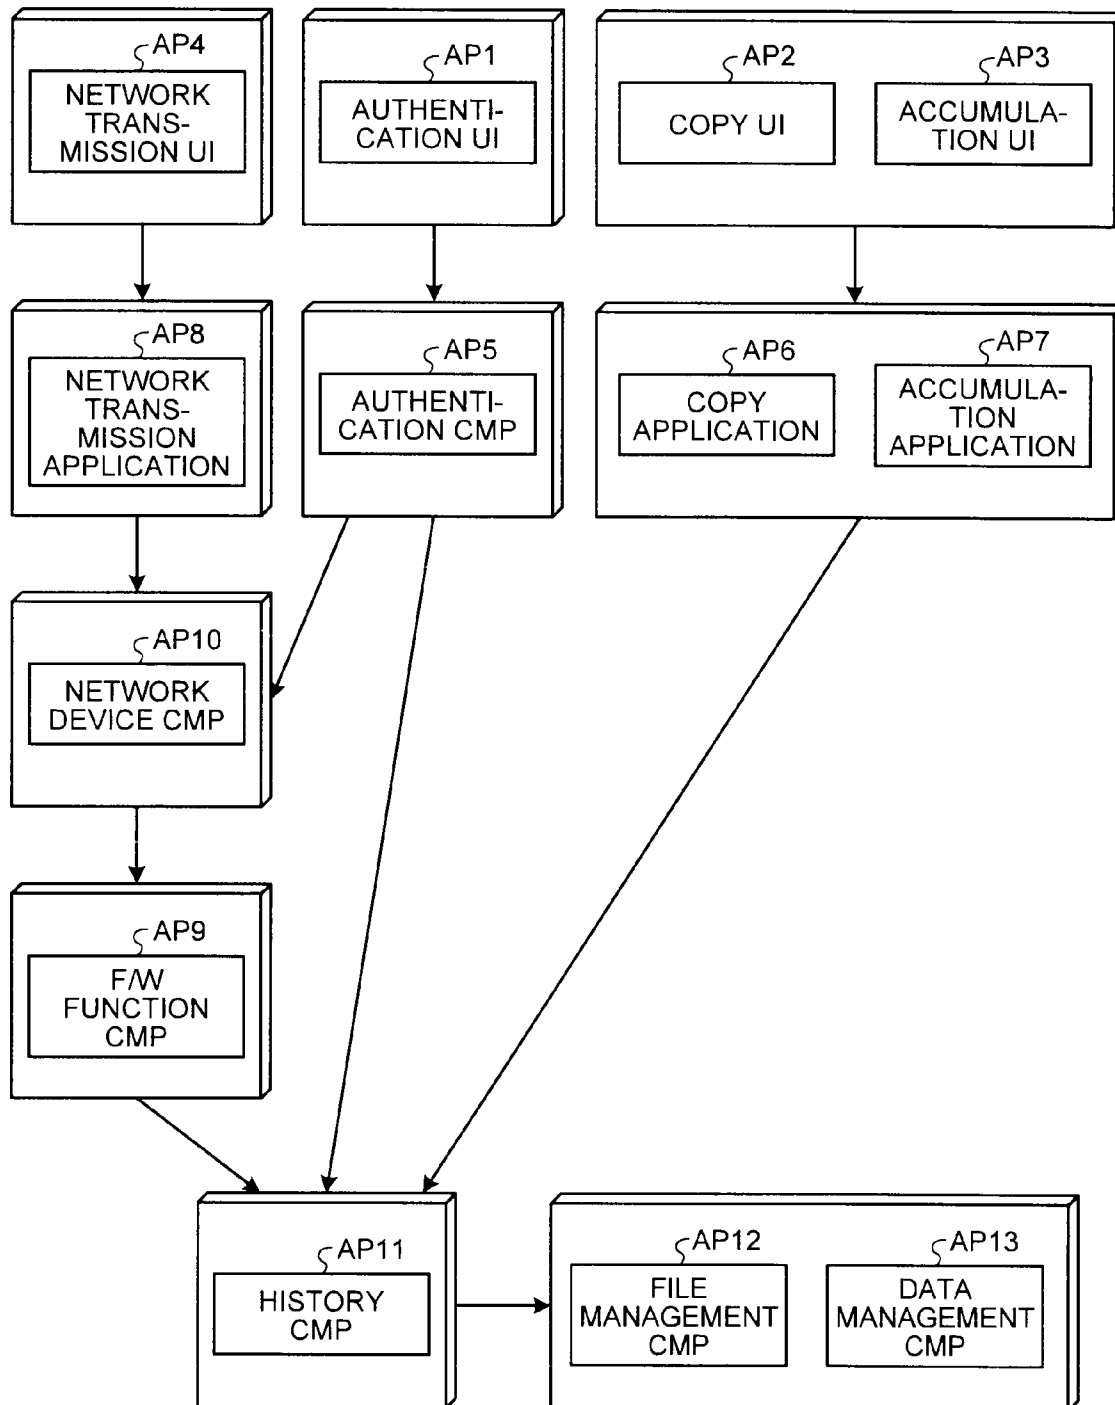 AP4
NETWORK
TRANS-
MISSION UI
AP1
AUTHENTI-
CATION UI
AP2
COPY UI
AP3
ACCUMULA-
TION UI
AP8
NETWORK
TRANS-
MISSION
APPLICATION
AP5
AUTHENTI-
CATION CMP
AP6
COPY
APPLICATION
AP7
ACCUMULA-
TION
APPLICATION
AP10
NETWORK
DEVICE CMP
AP9
F/W
FUNCTION
CMP
AP11
HISTORY
CMP
AP12
FILE
MANAGEMENT
CMP
AP13
DATA
MANAGEMENT
CMP